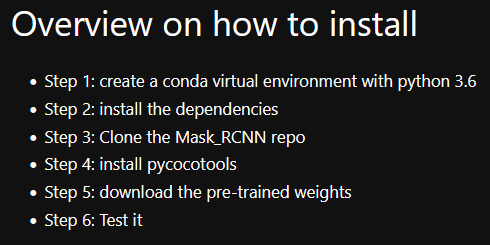 Overview on how to install
• Step 1: create a conda virtual environment with python 3.6
• Step 2: install the dependencies
• Step 3: Clone the Mask_RCNN repo
• Step 4: install pycocotools
• Step 5: download the pre-trained weights
• Step 6: Test it